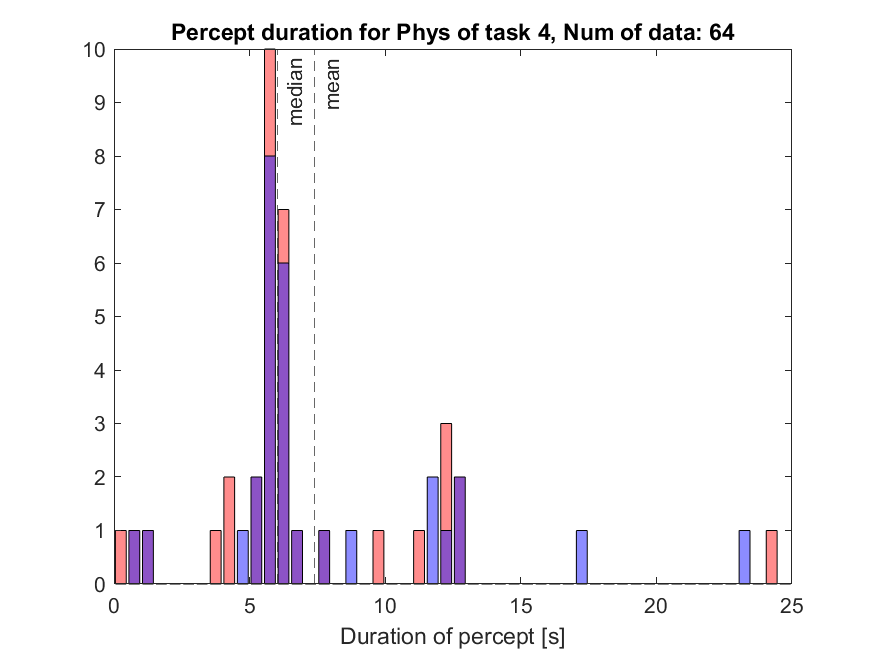 Percept duration for Phys of task 4, Num of data: 64
10
9
8
7
6
5
4
3
2
1
0
median
mean
0 5 10 15 20 25
Duration of percept [s]